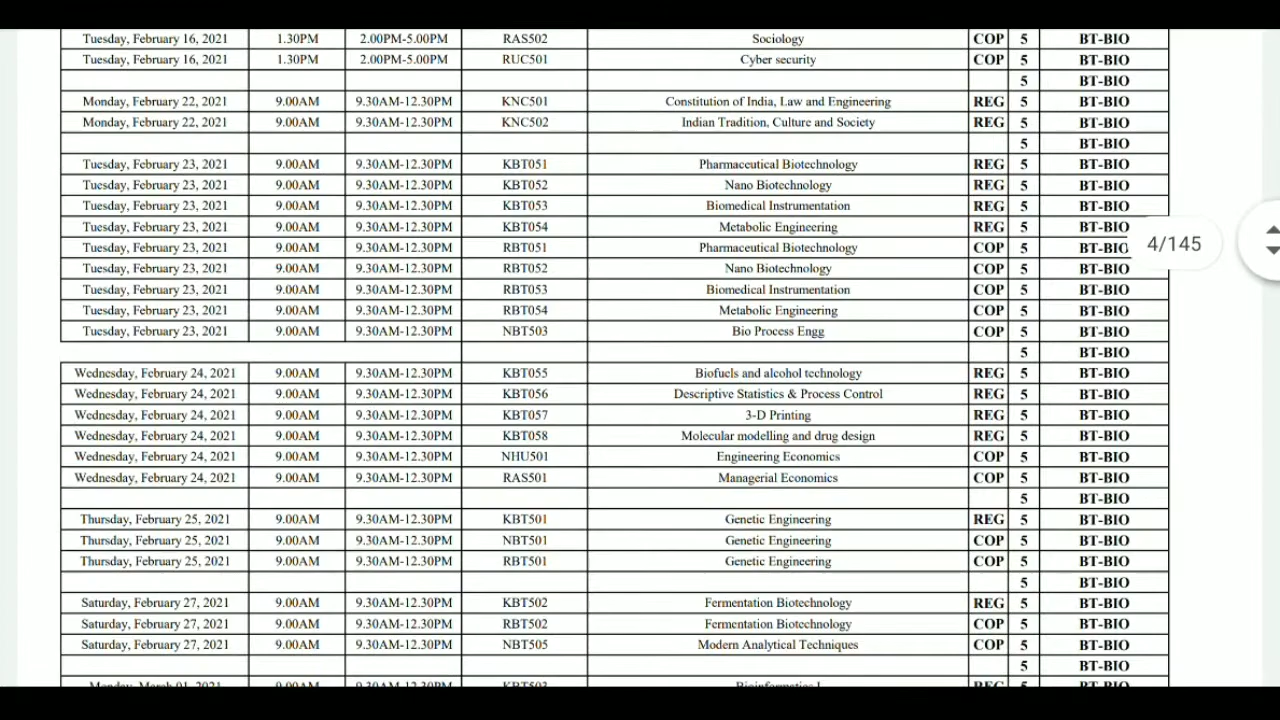 Tuesday, February 16, 2021 1.30PM 2.00PM-5.00PM RAS502 Sociology COP 5 BT-BIO
Tuesday, February 16, 2021 1.30PM 2.00PM-5.00PM RUC501 Cyber security COP 5 BT-BIO
5 BT-BIO
Monday, February 22, 2021 9.00AM 9.30AM-12.30PM KNC501 Constitution of India, Law and Engineering REG 5 BT-BIO
Monday, February 22, 2021 9.00AM 9.30AM-12.30PM KNC502 Indian Tradition, Culture and Society REG 5 BT-BIO
5 BT-BIO
Tuesday, February 23, 2021 9.00AM 9.30AM-12.30PM KBT051 Pharmaceutical Biotechnology REG 5 BT-BIO
Tuesday, February 23, 2021 9.00AM 9.30AM-12.30PM KBT052 Nano Biotechnology REG 5 BT-BIO
Tuesday, February 23, 2021 9.00AM 9.30AM-12.30PM KBT053 Biomedical Instrumentation REG 5 BT-BIO
Tuesday, February 23, 2021 9.00AM 9.30AM-12.30PM KBT054 Metabolic Engineering REG 5 BT-BIO
Tuesday, February 23, 2021 9.00AM 9.30AM-12.30PM RBT051 Pharmaceutical Biotechnology COP 5 BT-BIO
4/145
Tuesday, February 23, 2021 9.00AM 9.30AM-12.30PM RBT052 Nano Biotechnology COP 5 BT-BIO
Tuesday, February 23, 2021 9.00AM 9.30AM-12.30PM RBT053 Biomedical Instrumentation COP 5 BT-BIO
Tuesday, February 23, 2021 9.00AM 9.30AM-12.30PM RBT054 Metabolic Engineering COP 5 BT-BIO
Tuesday, February 23, 2021 9.00AM 9.30AM-12.30PM NBT503 Bio Process Engg COP 5 BT-BIO
5 BT-BIO
Wednesday, February 24, 2021 9.00AM 9.30AM-12.30PM KBT055 Biofuels and alcohol technology REG 5 BT-BIO
Wednesday, February 24, 2021 9.00AM 9.30AM-12.30PM KBT056 Descriptive Statistics & Process Control REG 5 BT-BIO
Wednesday, February 24, 2021 9.00AM 9.30AM-12.30PM KBT057 3-D Printing REG 5 BT-BIO
Wednesday, February 24, 2021 9.00AM 9.30AM-12.30PM KBT058 Molecular modelling and drug design REG 5 BT-BIO
Wednesday, February 24, 2021 9.00AM 9.30AM-12.30PM NHU501 Engineering Economics COP 5 BT-BIO
Wednesday, February 24, 2021 9.00AM 9.30AM-12.30PM RAS501 Managerial Economics COP 5 BT-BIO
5 BT-BIO
Thursday, February 25, 2021 9.00AM 9.30AM-12.30PM KBT501 Genetic Engineering REG 5 BT-BIO
Thursday, February 25, 2021 9.00AM 9.30AM-12.30PM NBT501 Genetic Engineering COP 5 BT-BIO
Thursday, February 25, 2021 9.00AM 9.30AM-12.30PM RBT501 Genetic Engineering COP 5 BT-BIO
5 BT-BIO
Saturday, February 27, 2021 9.00AM 9.30AM-12.30PM KBT502 Fermentation Biotechnology REG 5 BT-BIO
Saturday, February 27, 2021 9.00AM 9.30AM-12.30PM RBT502 Fermentation Biotechnology COP 5 BT-BIO
Saturday, February 27, 2021 9.00AM 9.30AM-12.30PM NBT505 Modern Analytical Techniques COP 5 BT-BIO
5 BT-BIO
Monday, March 01, 2021 9.00AM 9.30AM-12.30PM KBT503 REG 5 BT-BIO